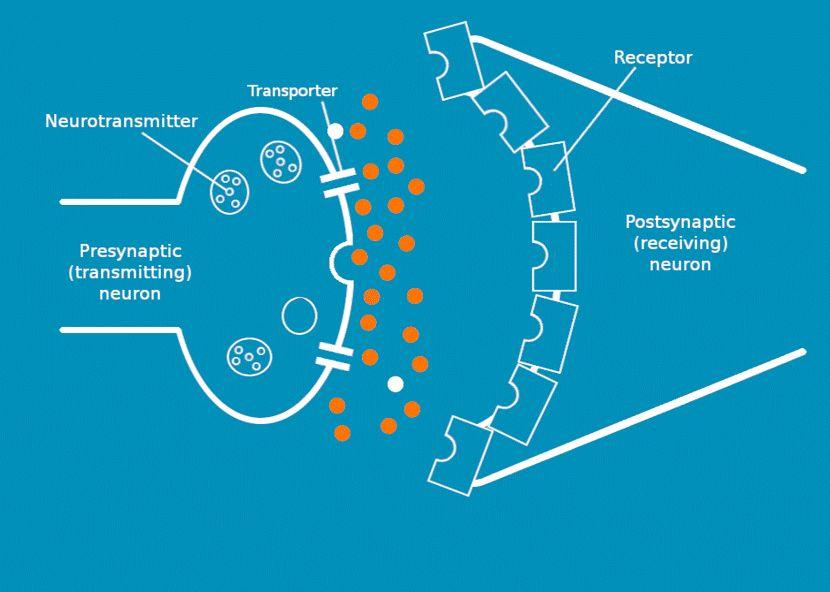 Receptor
Transporter
Neurotransmitter
Presynaptic
(transmitting)
neuron
Postsynaptic
(receiving)
neuron